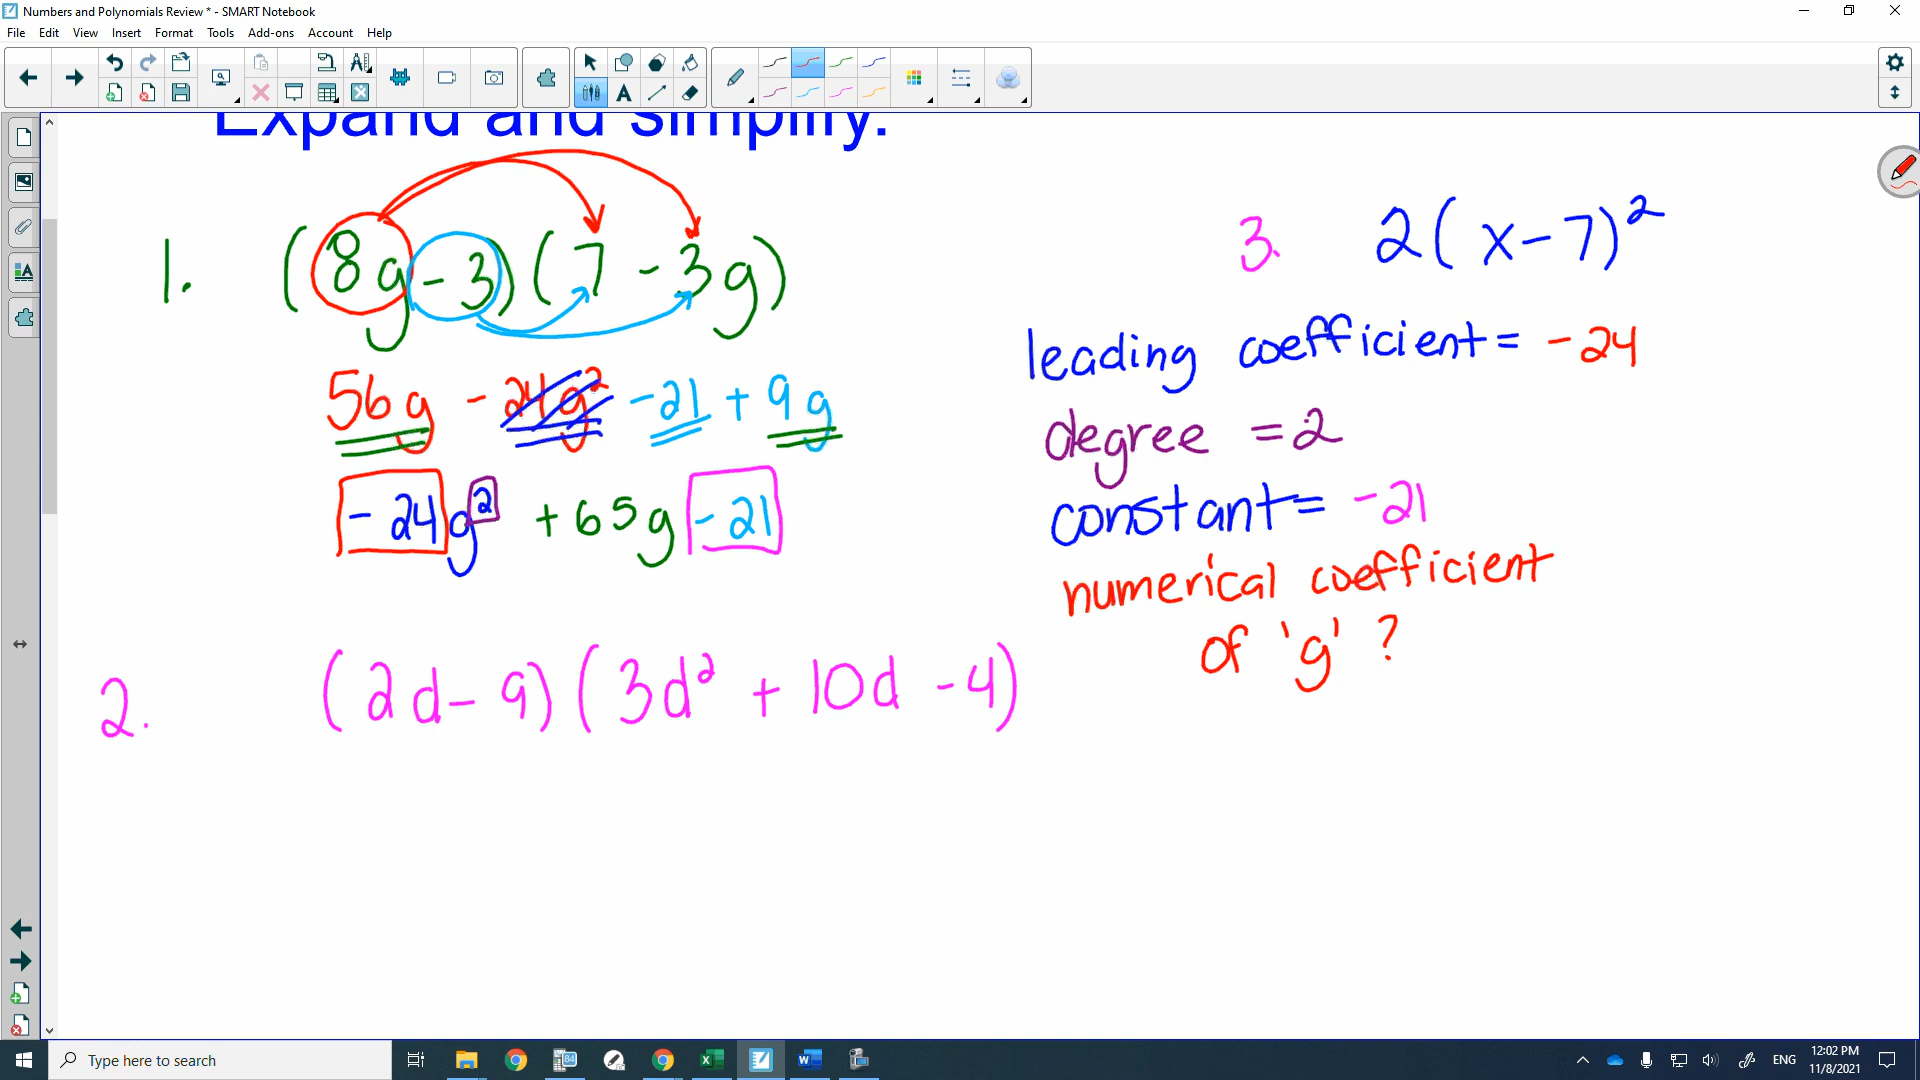 Numbers and Polynomials Review * - SMART Notebook
File Edit View Insert Format Tools Add-ons Account Help
Expand and simplify.
1. (8g - 3)(7 - 3g)
56g - 24g² - 21 + 9g
- 24g² + 65g - 21
2. (2d - 9)(3d² + 10d - 4)
3. 2(x - 7)²
leading coefficient = -24
degree = 2
constant = -21
numerical coefficient
of 'g' ?
Type here to search
ENG
12:02 PM
11/8/2021